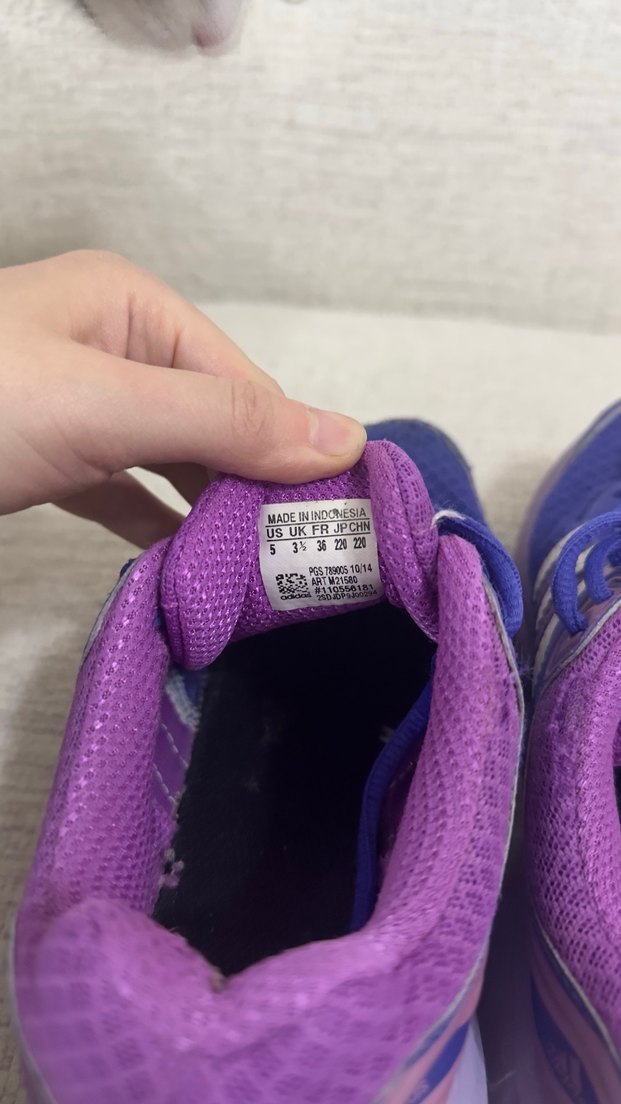 MADE IN INDONESIA
US UK FR JP CHN
5 3½ 36 220 220
PGS 789005 10/14
ART M21580
#110556181
adidas 2SDJDP9J00294